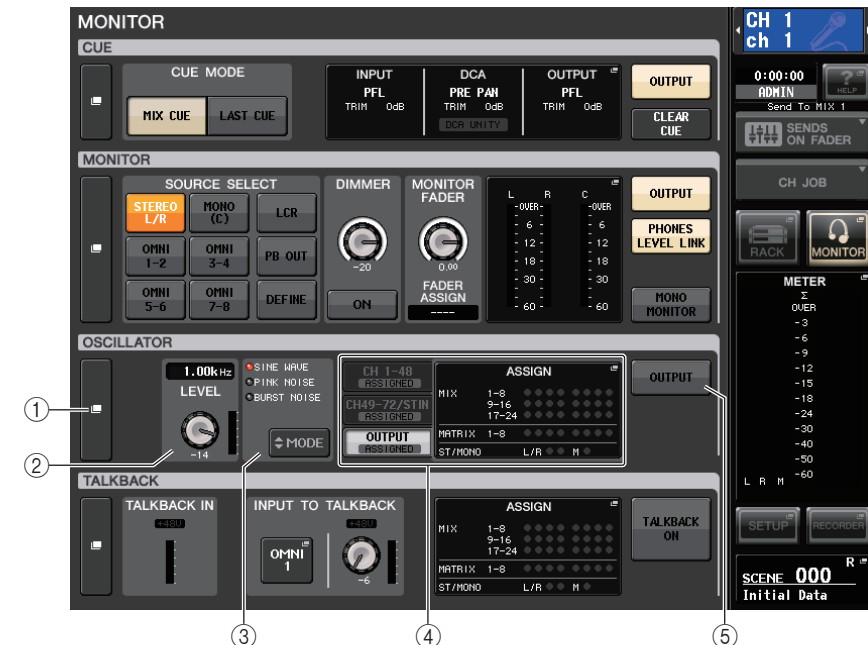 MONITOR
CUE
CUE MODE
MIX CUE
LAST CUE
INPUT
PFL
TRIM 0dB
DCA
PRE PAN
TRIM 0dB
DCA UNITY
OUTPUT
PFL
TRIM 0dB
OUTPUT
CLEAR
CUE
MONITOR
SOURCE SELECT
STEREO
L/R
MONO
(C)
LCR
OMNI
1-2
OMNI
3-4
PB OUT
OMNI
5-6
OMNI
7-8
DEFINE
DIMMER
-20
ON
MONITOR
FADER
0.00
FADER
ASSIGN
----
L R C
-OVER- -OVER
- 6 - - 6
- 12 - - 12
- 18 - - 18
- 30 - - 30
- 60 - - 60
OUTPUT
PHONES
LEVEL LINK
MONO
MONITOR
OSCILLATOR
1.00kHz
LEVEL
-14
SINE WAVE
PINK NOISE
BURST NOISE
MODE
CH 1-48
ASSIGNED
CH49-72/STIN
ASSIGNED
OUTPUT
ASSIGNED
ASSIGN
MIX 1-8
9-16
17-24
MATRIX 1-8
ST/MONO L/R M
OUTPUT
TALKBACK
TALKBACK IN
+48V
INPUT TO TALKBACK
+48V
OMNI
1
-6
ASSIGN
MIX 1-8
9-16
17-24
MATRIX 1-8
ST/MONO L/R M
TALKBACK
ON
CH 1
ch 1
0:00:00
ADMIN
?
HELP
Send To MIX 1
SENDS
ON FADER
CH JOB
RACK
MONITOR
METER
Σ
OVER
-3
-6
-9
-12
-15
-18
-24
-30
-40
-50
-60
L R M
SETUP
RECORDER
SCENE 000 R
Initial Data
①
②
③
④
⑤